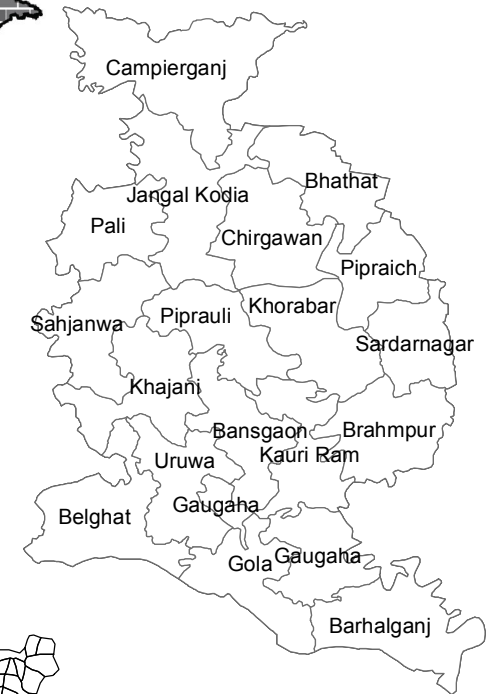 Campierganj
Bhathat
Jangal Kodia
Pali
Chirgawan
Pipraich
Khorabar
Piprauli
Sahjanwa
Sardarnagar
Khajani
Bansgaon
Brahmpur
Kauri Ram
Uruwa
Gaugaha
Belghat
Gaugaha
Gola
Barhalganj